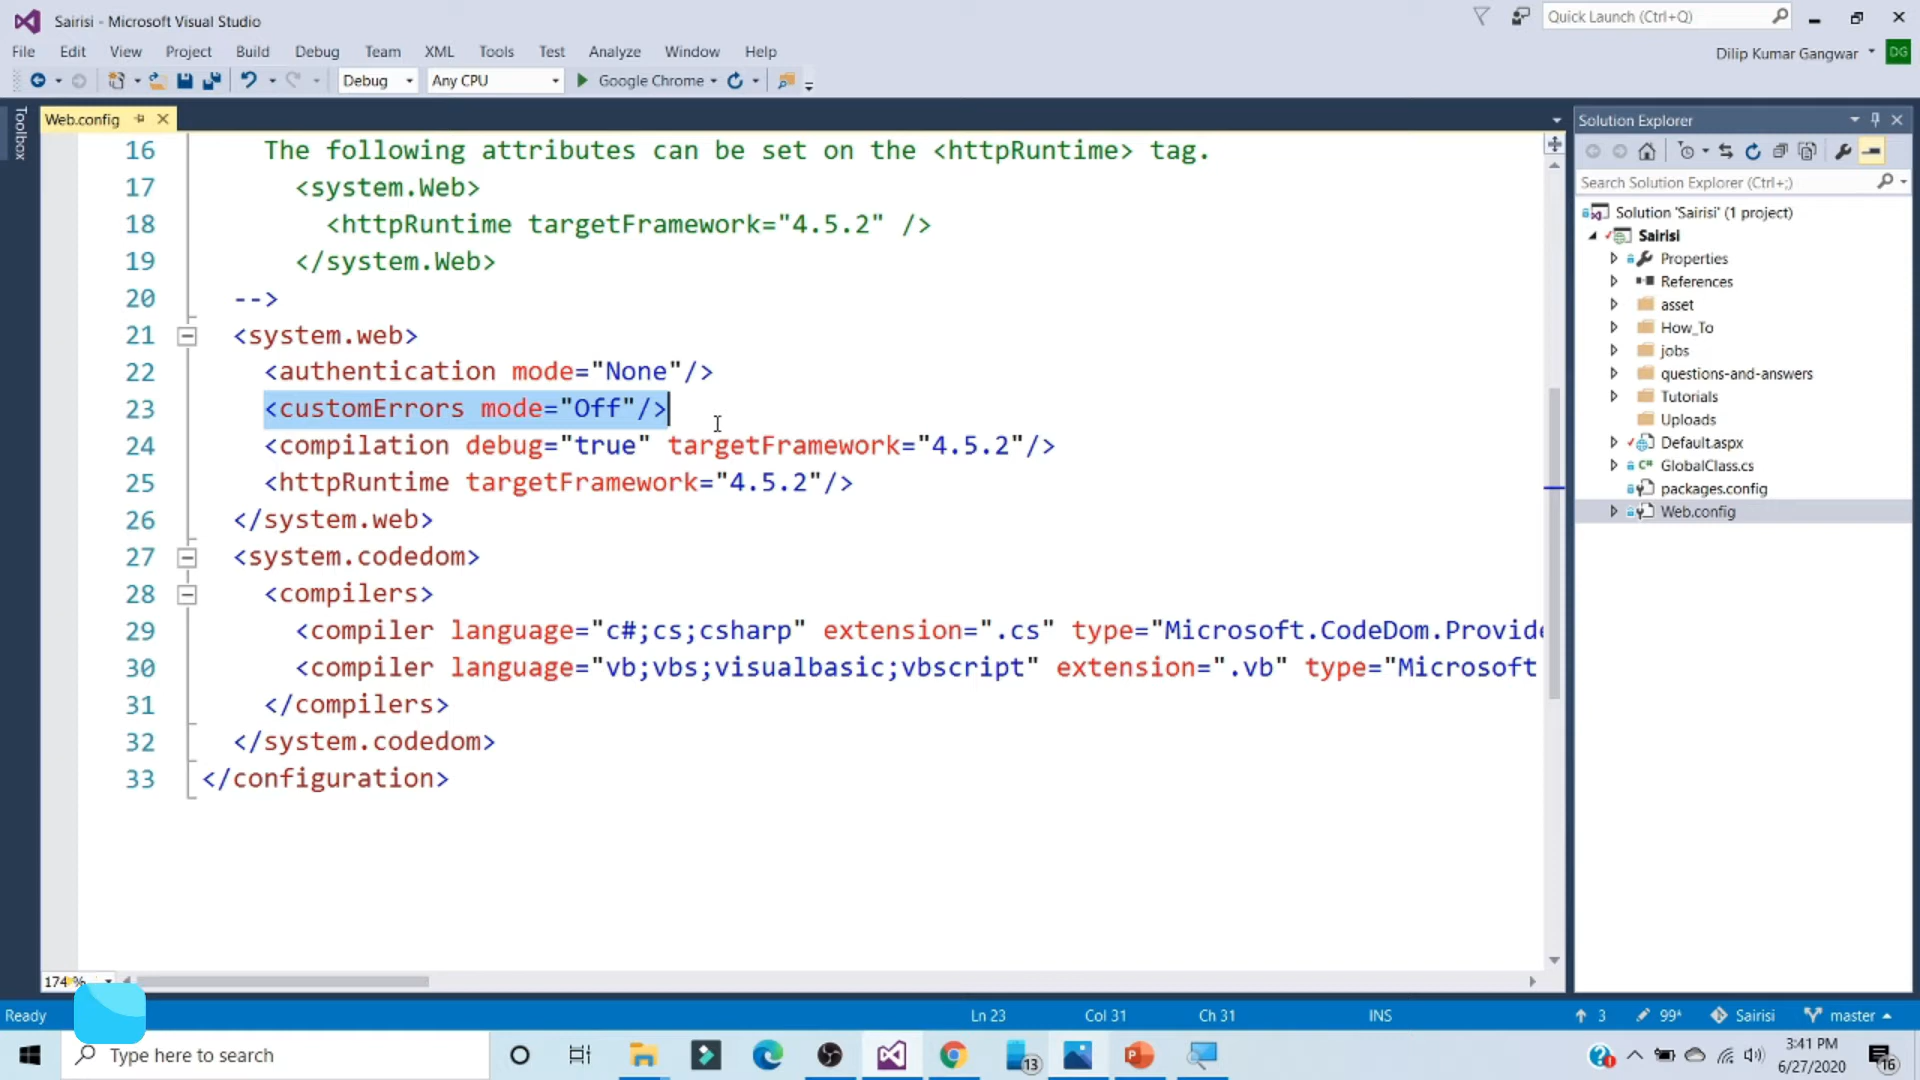 Sairisi - Microsoft Visual Studio
Quick Launch (Ctrl+Q)
File Edit View Project Build Debug Team XML Tools Test Analyze Window Help
Dilip Kumar Gangwar DG
Debug Any CPU Google Chrome
Toolbox
Web.config
16 The following attributes can be set on the <httpRuntime> tag.
17 <system.Web>
18 <httpRuntime targetFramework="4.5.2" />
19 </system.Web>
20 -->
21 <system.web>
22 <authentication mode="None"/>
23 <customErrors mode="Off"/>
24 <compilation debug="true" targetFramework="4.5.2"/>
25 <httpRuntime targetFramework="4.5.2"/>
26 </system.web>
27 <system.codedom>
28 <compilers>
29 <compiler language="c#;cs;csharp" extension=".cs" type="Microsoft.CodeDom.Provide
30 <compiler language="vb;vbs;visualbasic;vbscript" extension=".vb" type="Microsoft
31 </compilers>
32 </system.codedom>
33 </configuration>
174 %
Solution Explorer
Search Solution Explorer (Ctrl+;)
Solution 'Sairisi' (1 project)
Sairisi
Properties
References
asset
How_To
jobs
questions-and-answers
Tutorials
Uploads
Default.aspx
C# GlobalClass.cs
packages.config
Web.config
Ready Ln 23 Col 31 Ch 31 INS 3 99* Sairisi master
Type here to search
13
3:41 PM
6/27/2020
16